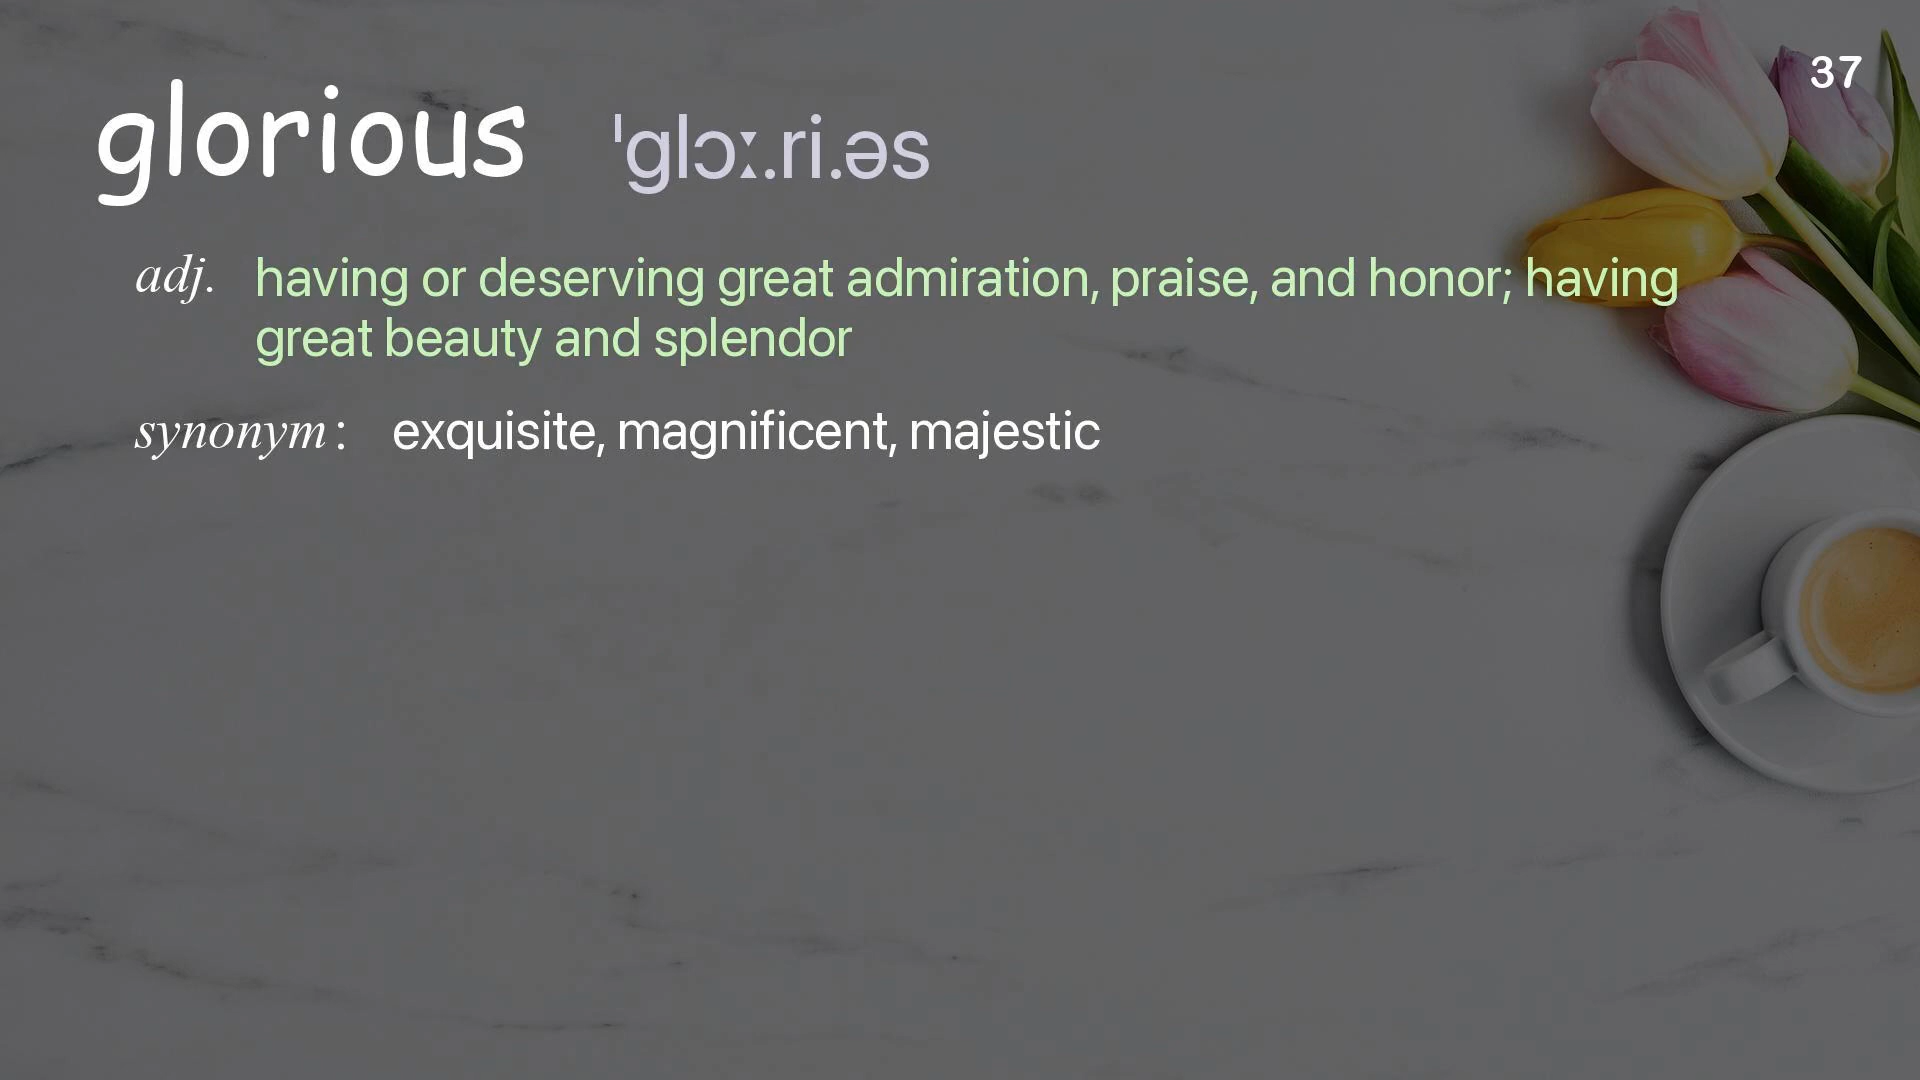 37
glorious ˈɡlɔː.ri.əs
adj. having or deserving great admiration, praise, and honor; having
great beauty and splendor
synonym: exquisite, magnificent, majestic